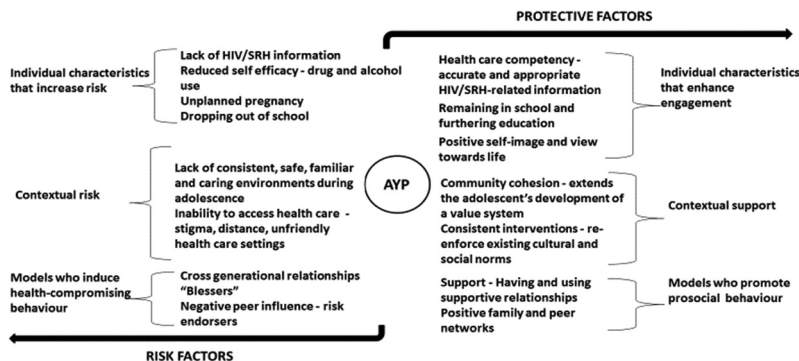 PROTECTIVE FACTORS
Individual characteristics
that increase risk
Lack of HIV/SRH information
Reduced self efficacy - drug and alcohol
use
Unplanned pregnancy
Dropping out of school
Contextual risk
Lack of consistent, safe, familiar
and caring environments during
adolescence
Inability to access health care -
stigma, distance, unfriendly
health care settings
Models who induce
health-compromising
behaviour
Cross generational relationships
“Blessers”
Negative peer influence - risk
endorsers
AYP
Health care competency -
accurate and appropriate
HIV/SRH-related information
Remaining in school and
furthering education
Positive self-image and view
towards life
Individual characteristics
that enhance
engagement
Community cohesion - extends
the adolescent’s development of
a value system
Consistent interventions - re-
enforce existing cultural and
social norms
Contextual support
Support - Having and using
supportive relationships
Positive family and peer
networks
Models who promote
prosocial behaviour
RISK FACTORS